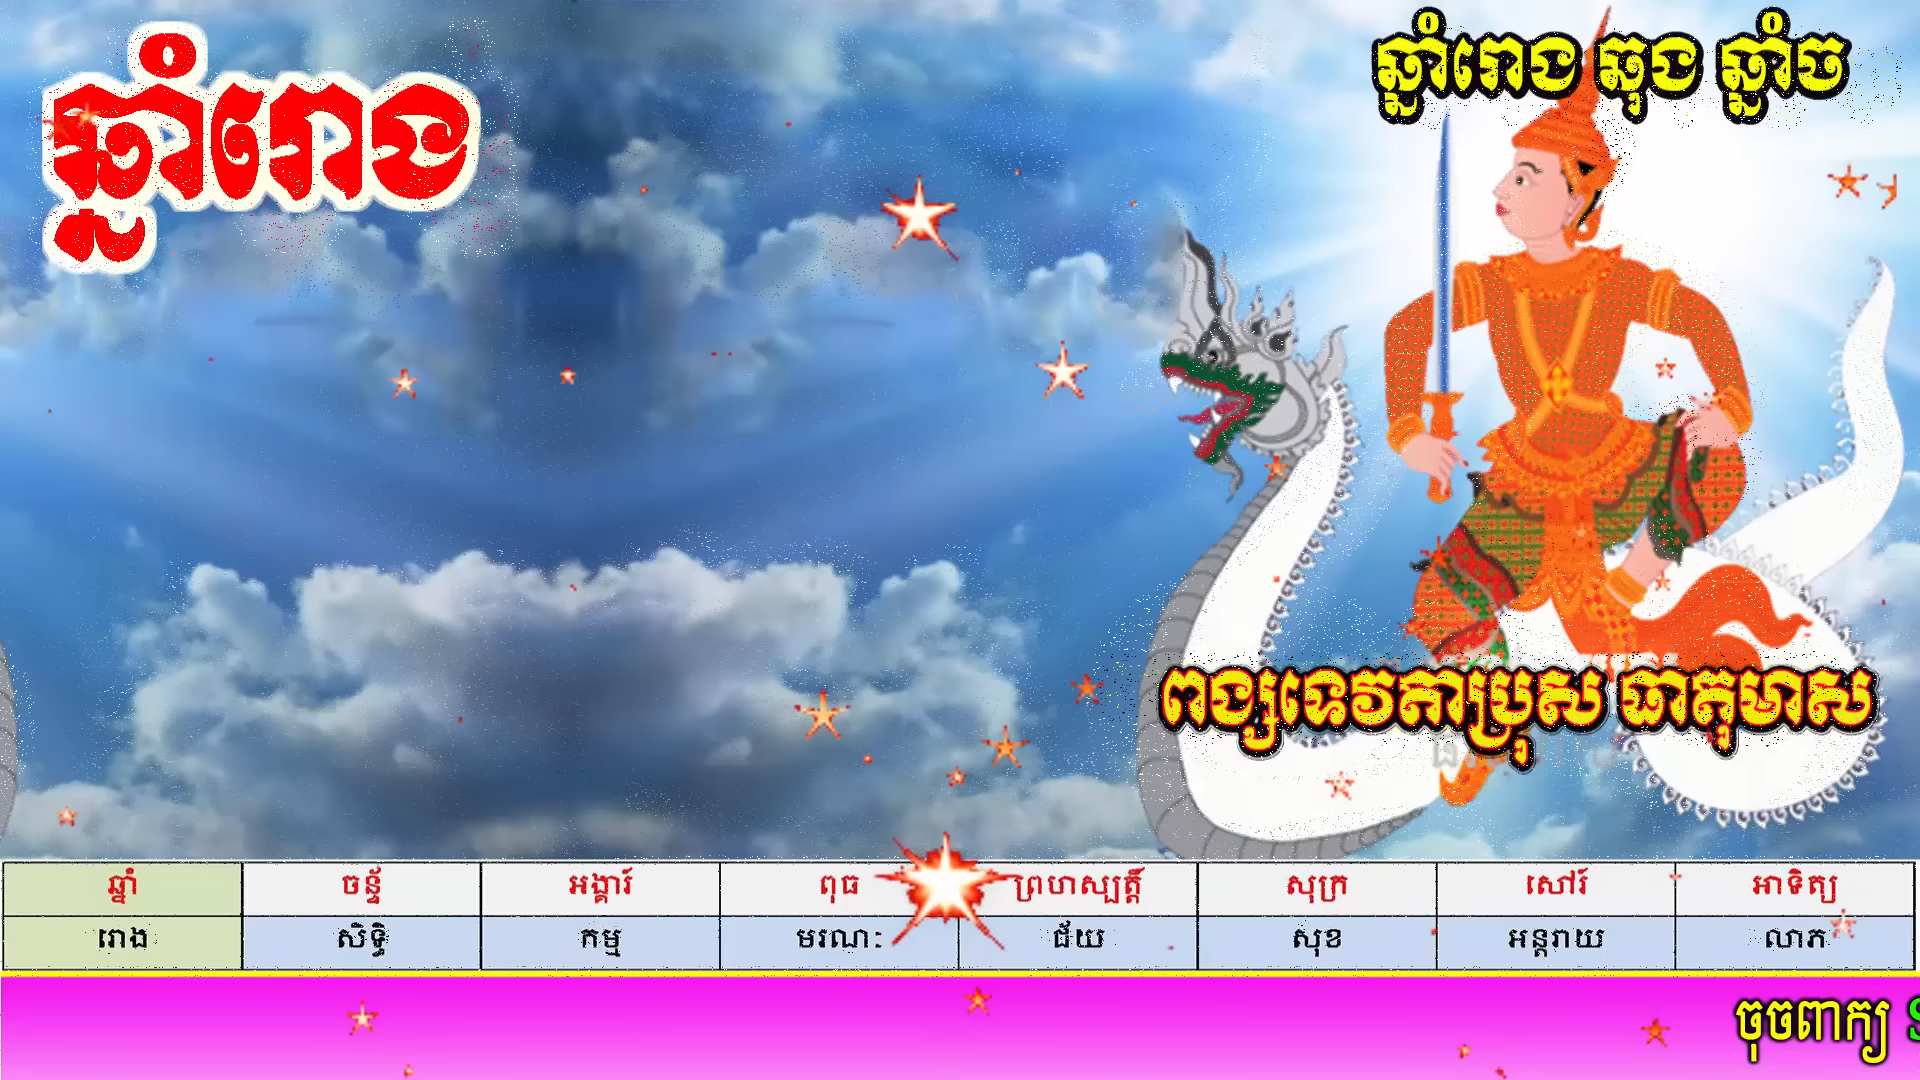 ឆ្នាំរោង
ឆ្នាំរោង ឆុង ឆ្នាំច
ពង្សទេវតាប្រុស ធាតុមាស
ឆ្នាំ ចន្ទ័ អង្គារ៍ ពុធ ព្រហស្បត្តិ៍ សុក្រ សៅរ៍ អាទិត្យ
រោង សិទ្ធិ កម្ម មរណៈ ជ័យ សុខ អន្តរាយ លាភ
ចុចពាក្យ